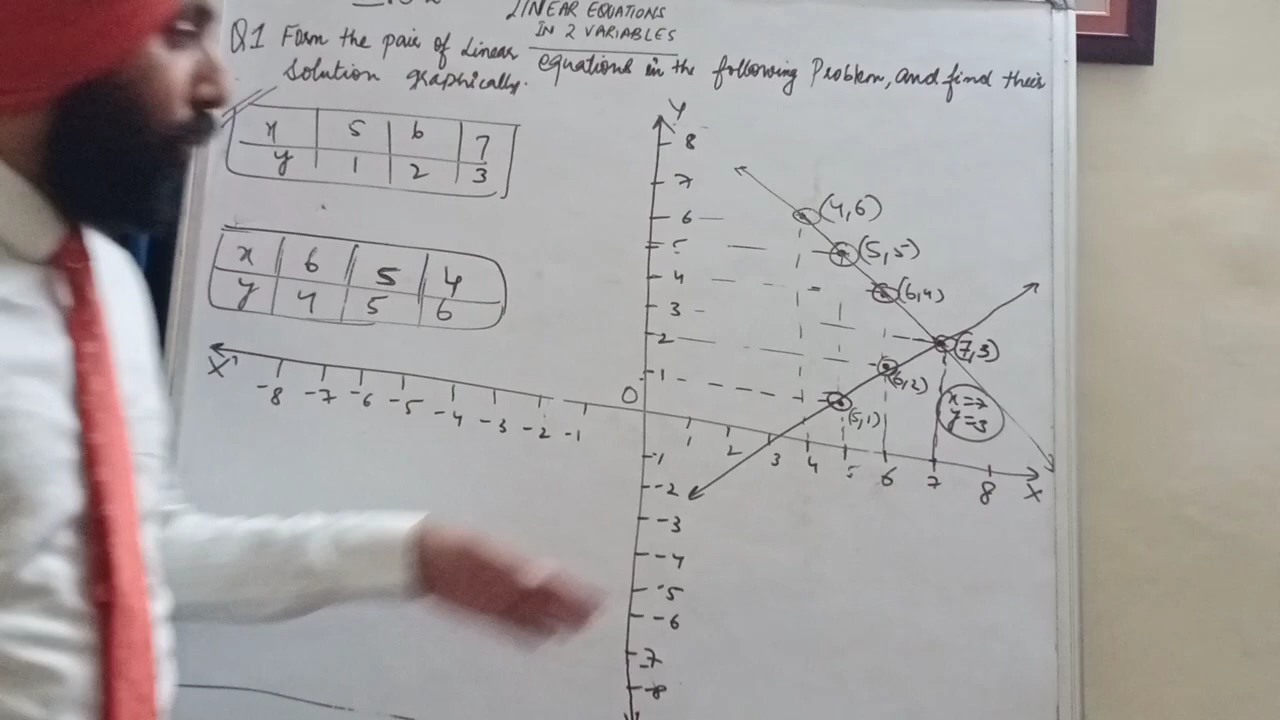 LINEAR EQUATIONS
IN 2 VARIABLES
Q1 Form the pair of Linear equations in the following Problem, and find their
Solution graphically.
x 5 6 7
y 1 2 3
x 6 5 4
y 4 5 6
Y
8
7
6
5
4
3
2
1
O
-1
-2
-3
-4
-5
-6
-7
-8
X' -8 -7 -6 -5 -4 -3 -2 -1
1 2 3 4 5 6 7 8 X
(4,6)
(5,5)
(6,4)
(7,3)
(6,2)
(5,1)
x=7
y=3